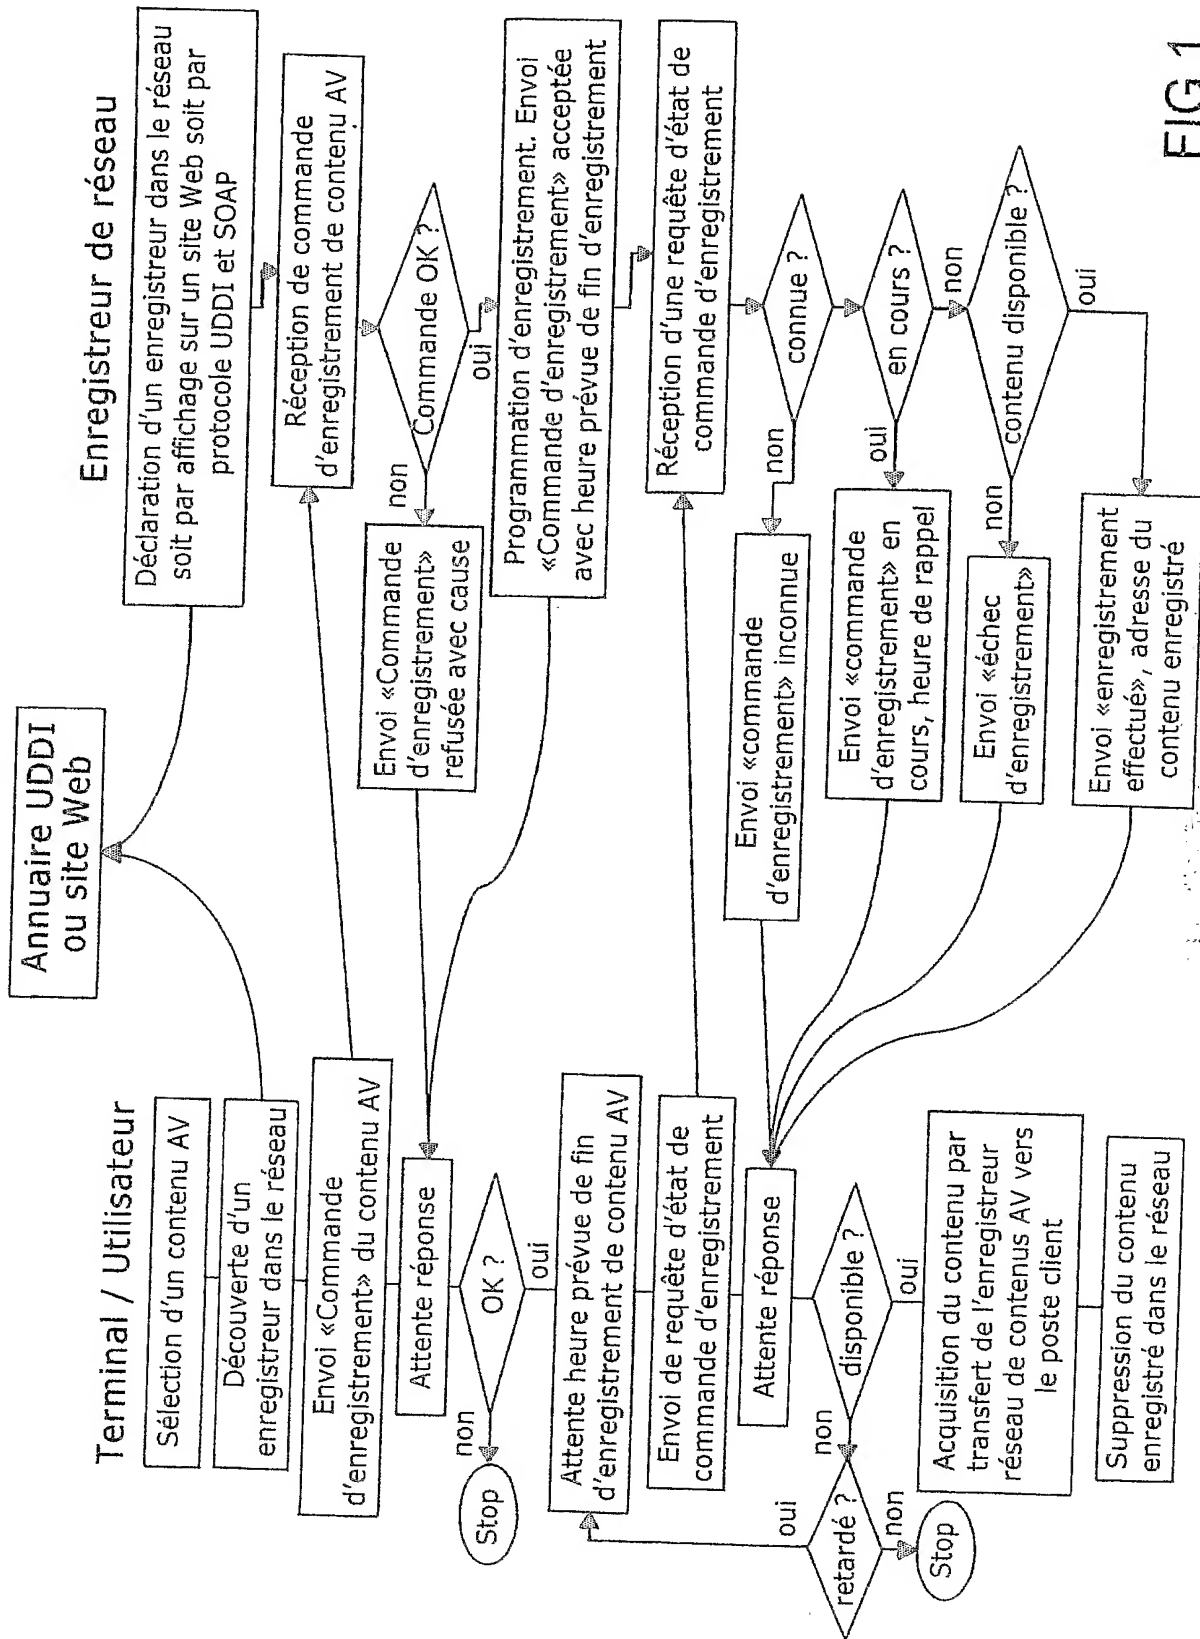 Annuaire UDDI
ou site Web
Terminal / Utilisateur
Sélection d'un contenu AV
Découverte d'un
enregistreur dans le réseau
Envoi «Commande
d'enregistrement» du contenu AV
Attente réponse
OK ?
non
oui
Stop
Attente heure prévue de fin
d'enregistrement de contenu AV
Envoi de requête d'état de
commande d'enregistrement
Attente réponse
disponible ?
non
oui
retardé ?
oui
non
Stop
Acquisition du contenu par
transfert de l'enregistreur
réseau de contenus AV vers
le poste client
Suppression du contenu
enregistré dans le réseau
Enregistreur de réseau
Déclaration d'un enregistreur dans le réseau
soit par affichage sur un site Web soit par
protocole UDDI et SOAP
Réception de commande
d'enregistrement de contenu AV
Commande OK ?
non
oui
Envoi «Commande
d'enregistrement»
refusée avec cause
Programmation d'enregistrement. Envoi
«Commande d'enregistrement» acceptée
avec heure prévue de fin d'enregistrement
Réception d'une requête d'état de
commande d'enregistrement
connue ?
non
Envoi «commande
d'enregistrement» inconnue
en cours ?
oui
non
Envoi «commande
d'enregistrement» en
cours, heure de rappel
contenu disponible ?
non
oui
Envoi «échec
d'enregistrement»
Envoi «enregistrement
effectué», adresse du
contenu enregistré
FIG 1